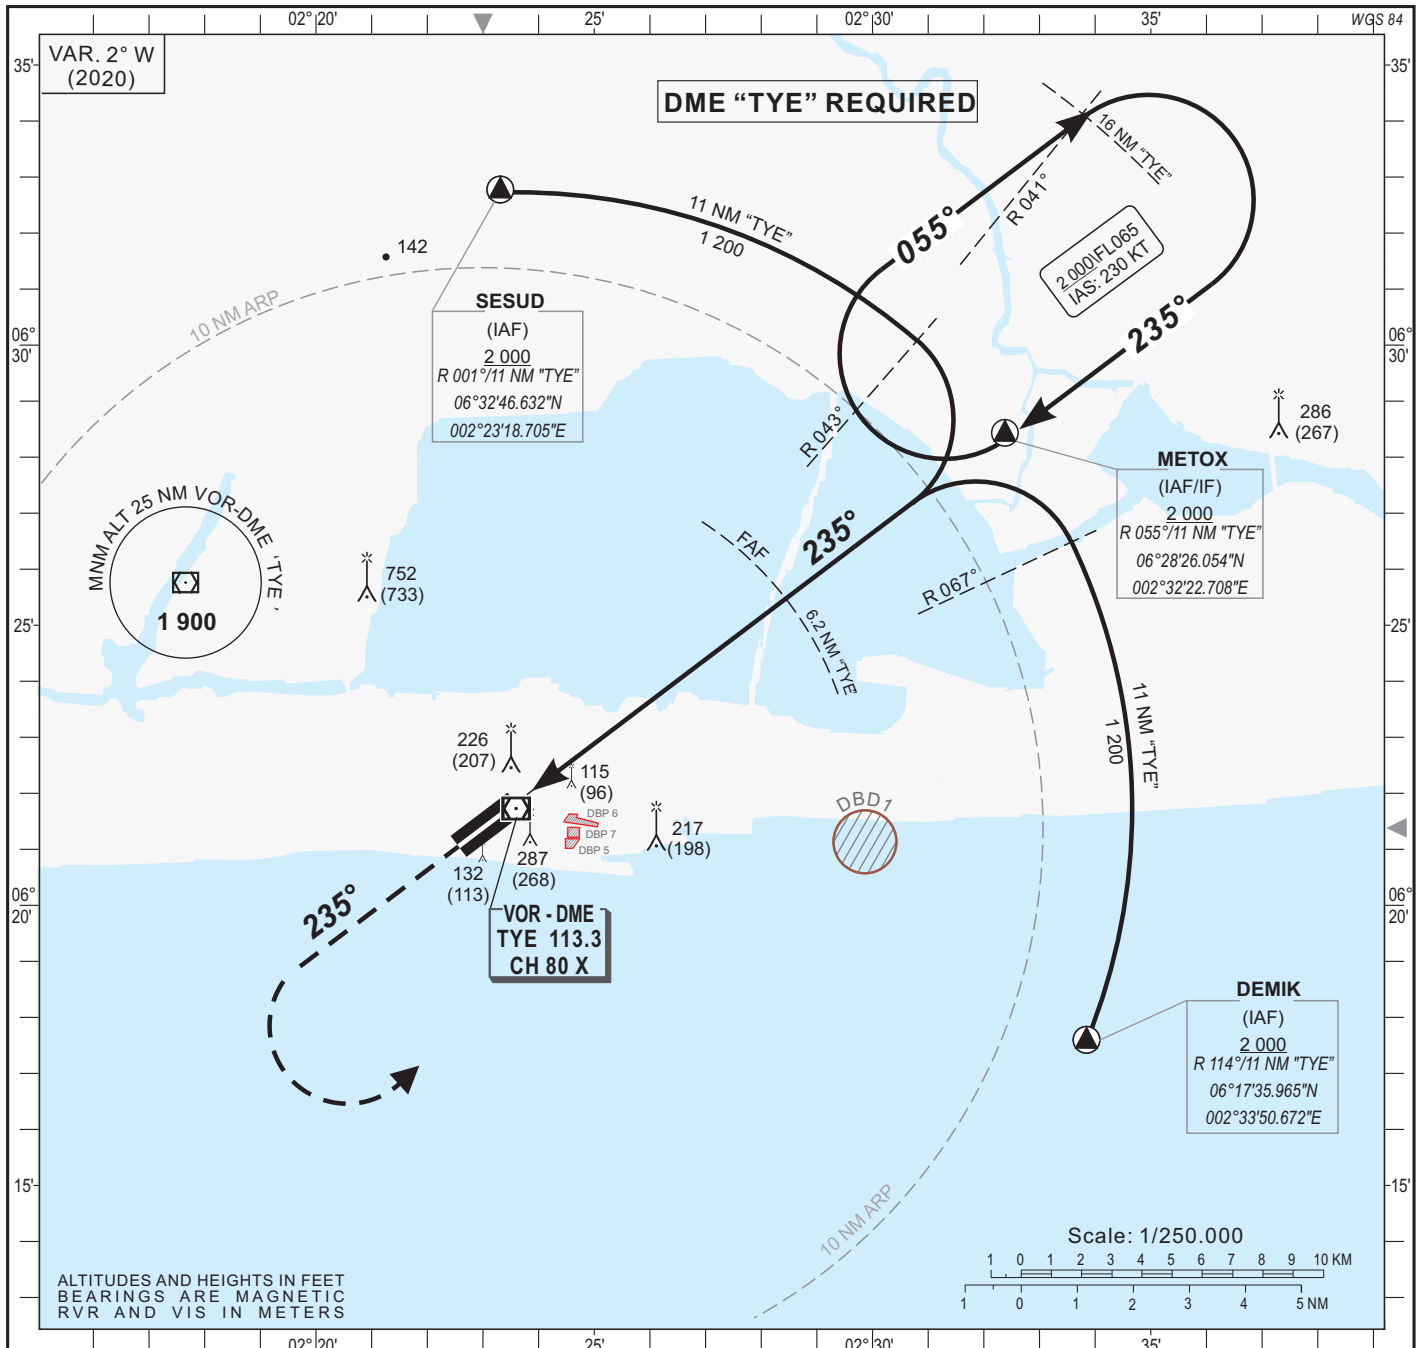 02° 20'
25'
02° 30'
35'
WGS 84
VAR. 2° W
(2020)
35'
35'
DME “TYE” REQUIRED
16 NM “TYE”
R 041°
055°
2 000\FL065
IAS: 230 KT
235°
11 NM “TYE”
1 200
142
10 NM ARP
SESUD
(IAF)
2 000
R 001°/11 NM "TYE”
06°32'46.632"N
002°23'18.705"E
06°
30'
06°
30'
R 043°
286
(267)
METOX
(IAF/IF)
2 000
R 055°/11 NM "TYE”
06°28'26.054"N
002°32'22.708"E
MNM ALT 25 NM VOR-DME 'TYE'
1 900
752
(733)
FAF
235°
6.2 NM “TYE”
R 067°
25'
25'
11 NM “TYE”
1 200
226
(207)
115
(96)
DBP 6
DBP 7
DBP 5
217
(198)
DBD1
287
(268)
132
(113)
06°
20'
06°
20'
235°
VOR - DME
TYE 113.3
CH 80 X
DEMIK
(IAF)
2 000
R 114°/11 NM "TYE”
06°17'35.965"N
002°33'50.672"E
15'
15'
10 NM ARP
Scale: 1/250.000
1 0 1 2 3 4 5 6 7 8 9 10 KM
1 0 1 2 3 4 5 NM
ALTITUDES AND HEIGHTS IN FEET
BEARINGS ARE MAGNETIC
RVR AND VIS IN METERS
02° 20'
25'
02° 30'
35'